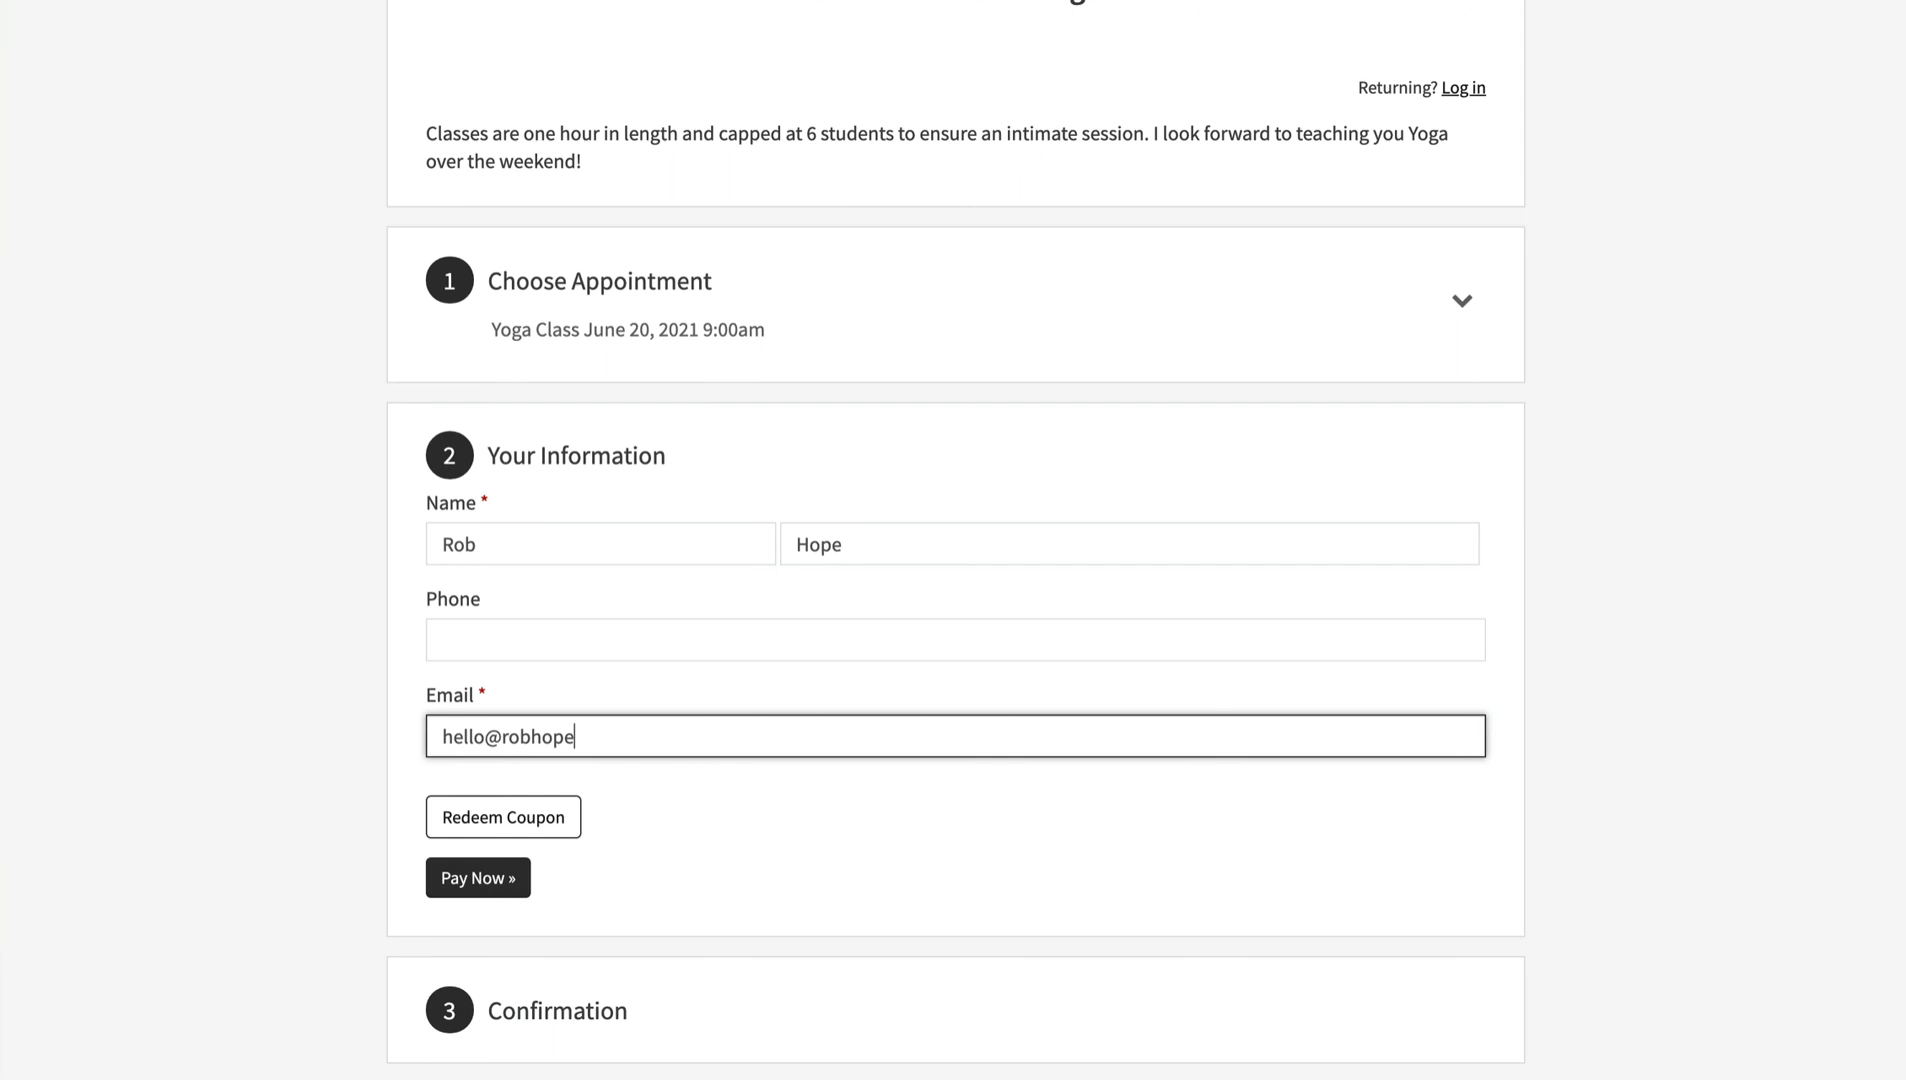 Returning? Log in
Classes are one hour in length and capped at 6 students to ensure an intimate session. I look forward to teaching you Yoga
over the weekend!
1 Choose Appointment
Yoga Class June 20, 2021 9:00am
2 Your Information
Name *
Rob Hope
Phone
Email *
hello@robhope
Redeem Coupon
Pay Now »
3 Confirmation